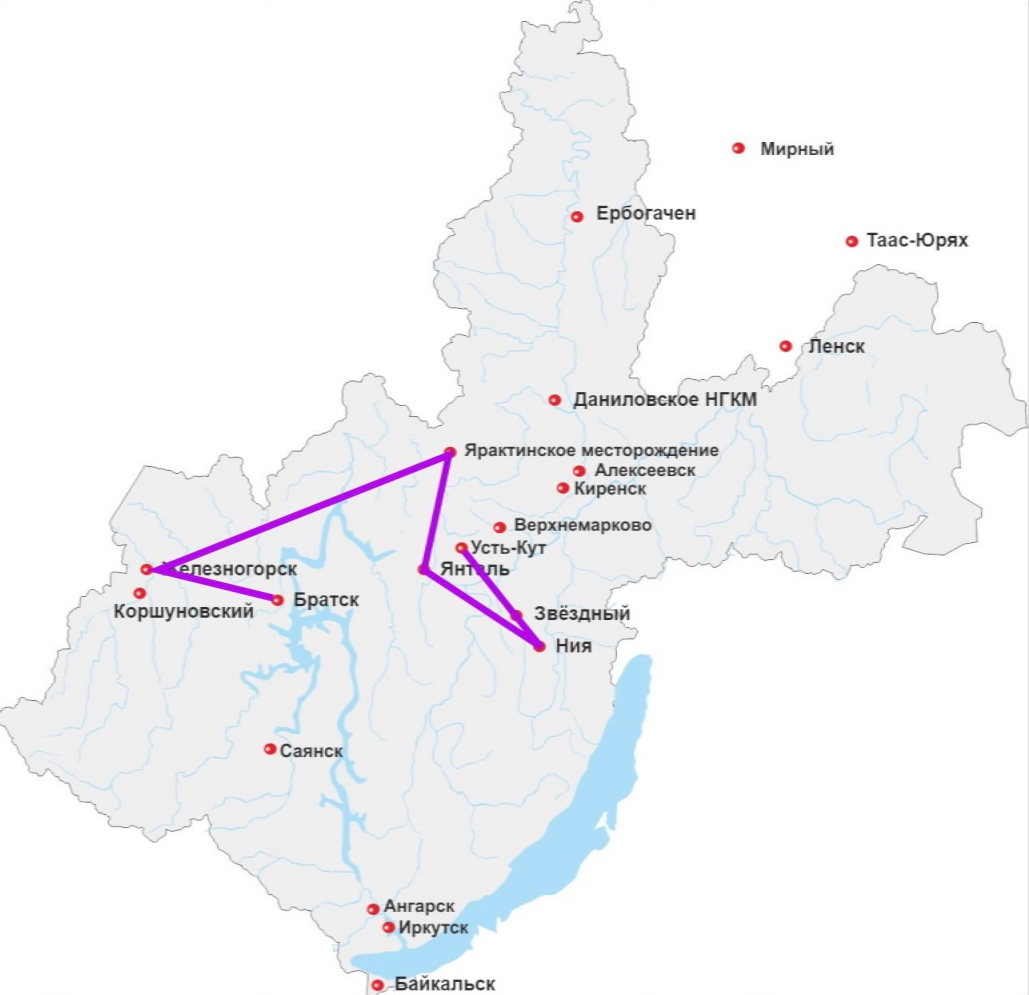 Мирный
Ербогачен
Таас-Юрях
Ленск
Даниловское НГКМ
Ярактинское месторождение
Алексеевск
Киренск
Верхнемарково
Усть-Кут
Янталь
Железногорск
Братск
Коршуновский
Звёздный
Ния
Саянск
Ангарск
Иркутск
Байкальск